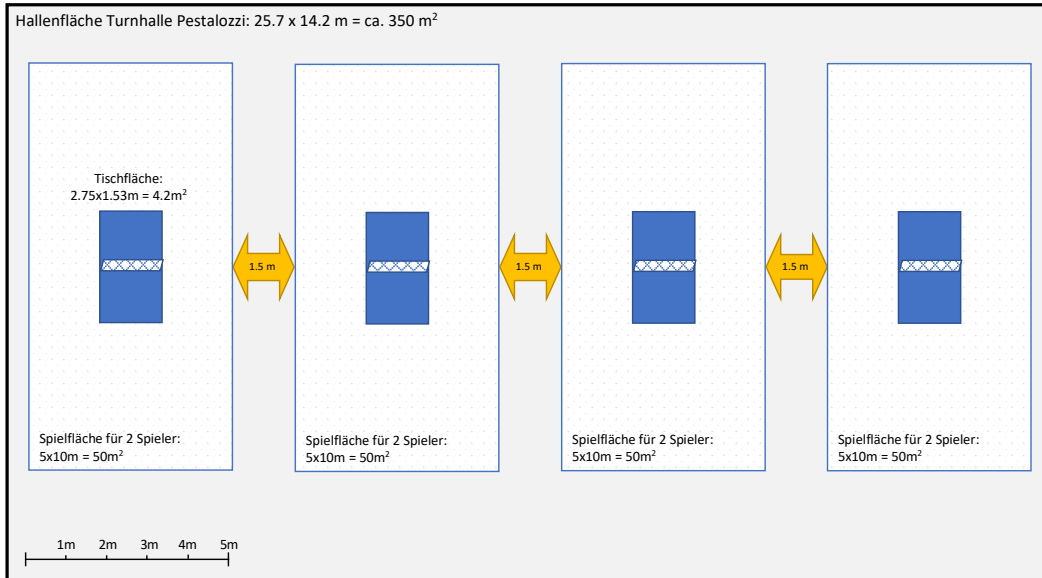 Hallenfläche Turnhalle Pestalozzi: 25.7 x 14.2 m = ca. 350 m²
Tischfläche:
2.75x1.53m = 4.2m²
1.5 m
1.5 m
1.5 m
Spielfläche für 2 Spieler:
5x10m = 50m²
Spielfläche für 2 Spieler:
5x10m = 50m²
Spielfläche für 2 Spieler:
5x10m = 50m²
Spielfläche für 2 Spieler:
5x10m = 50m²
1m 2m 3m 4m 5m